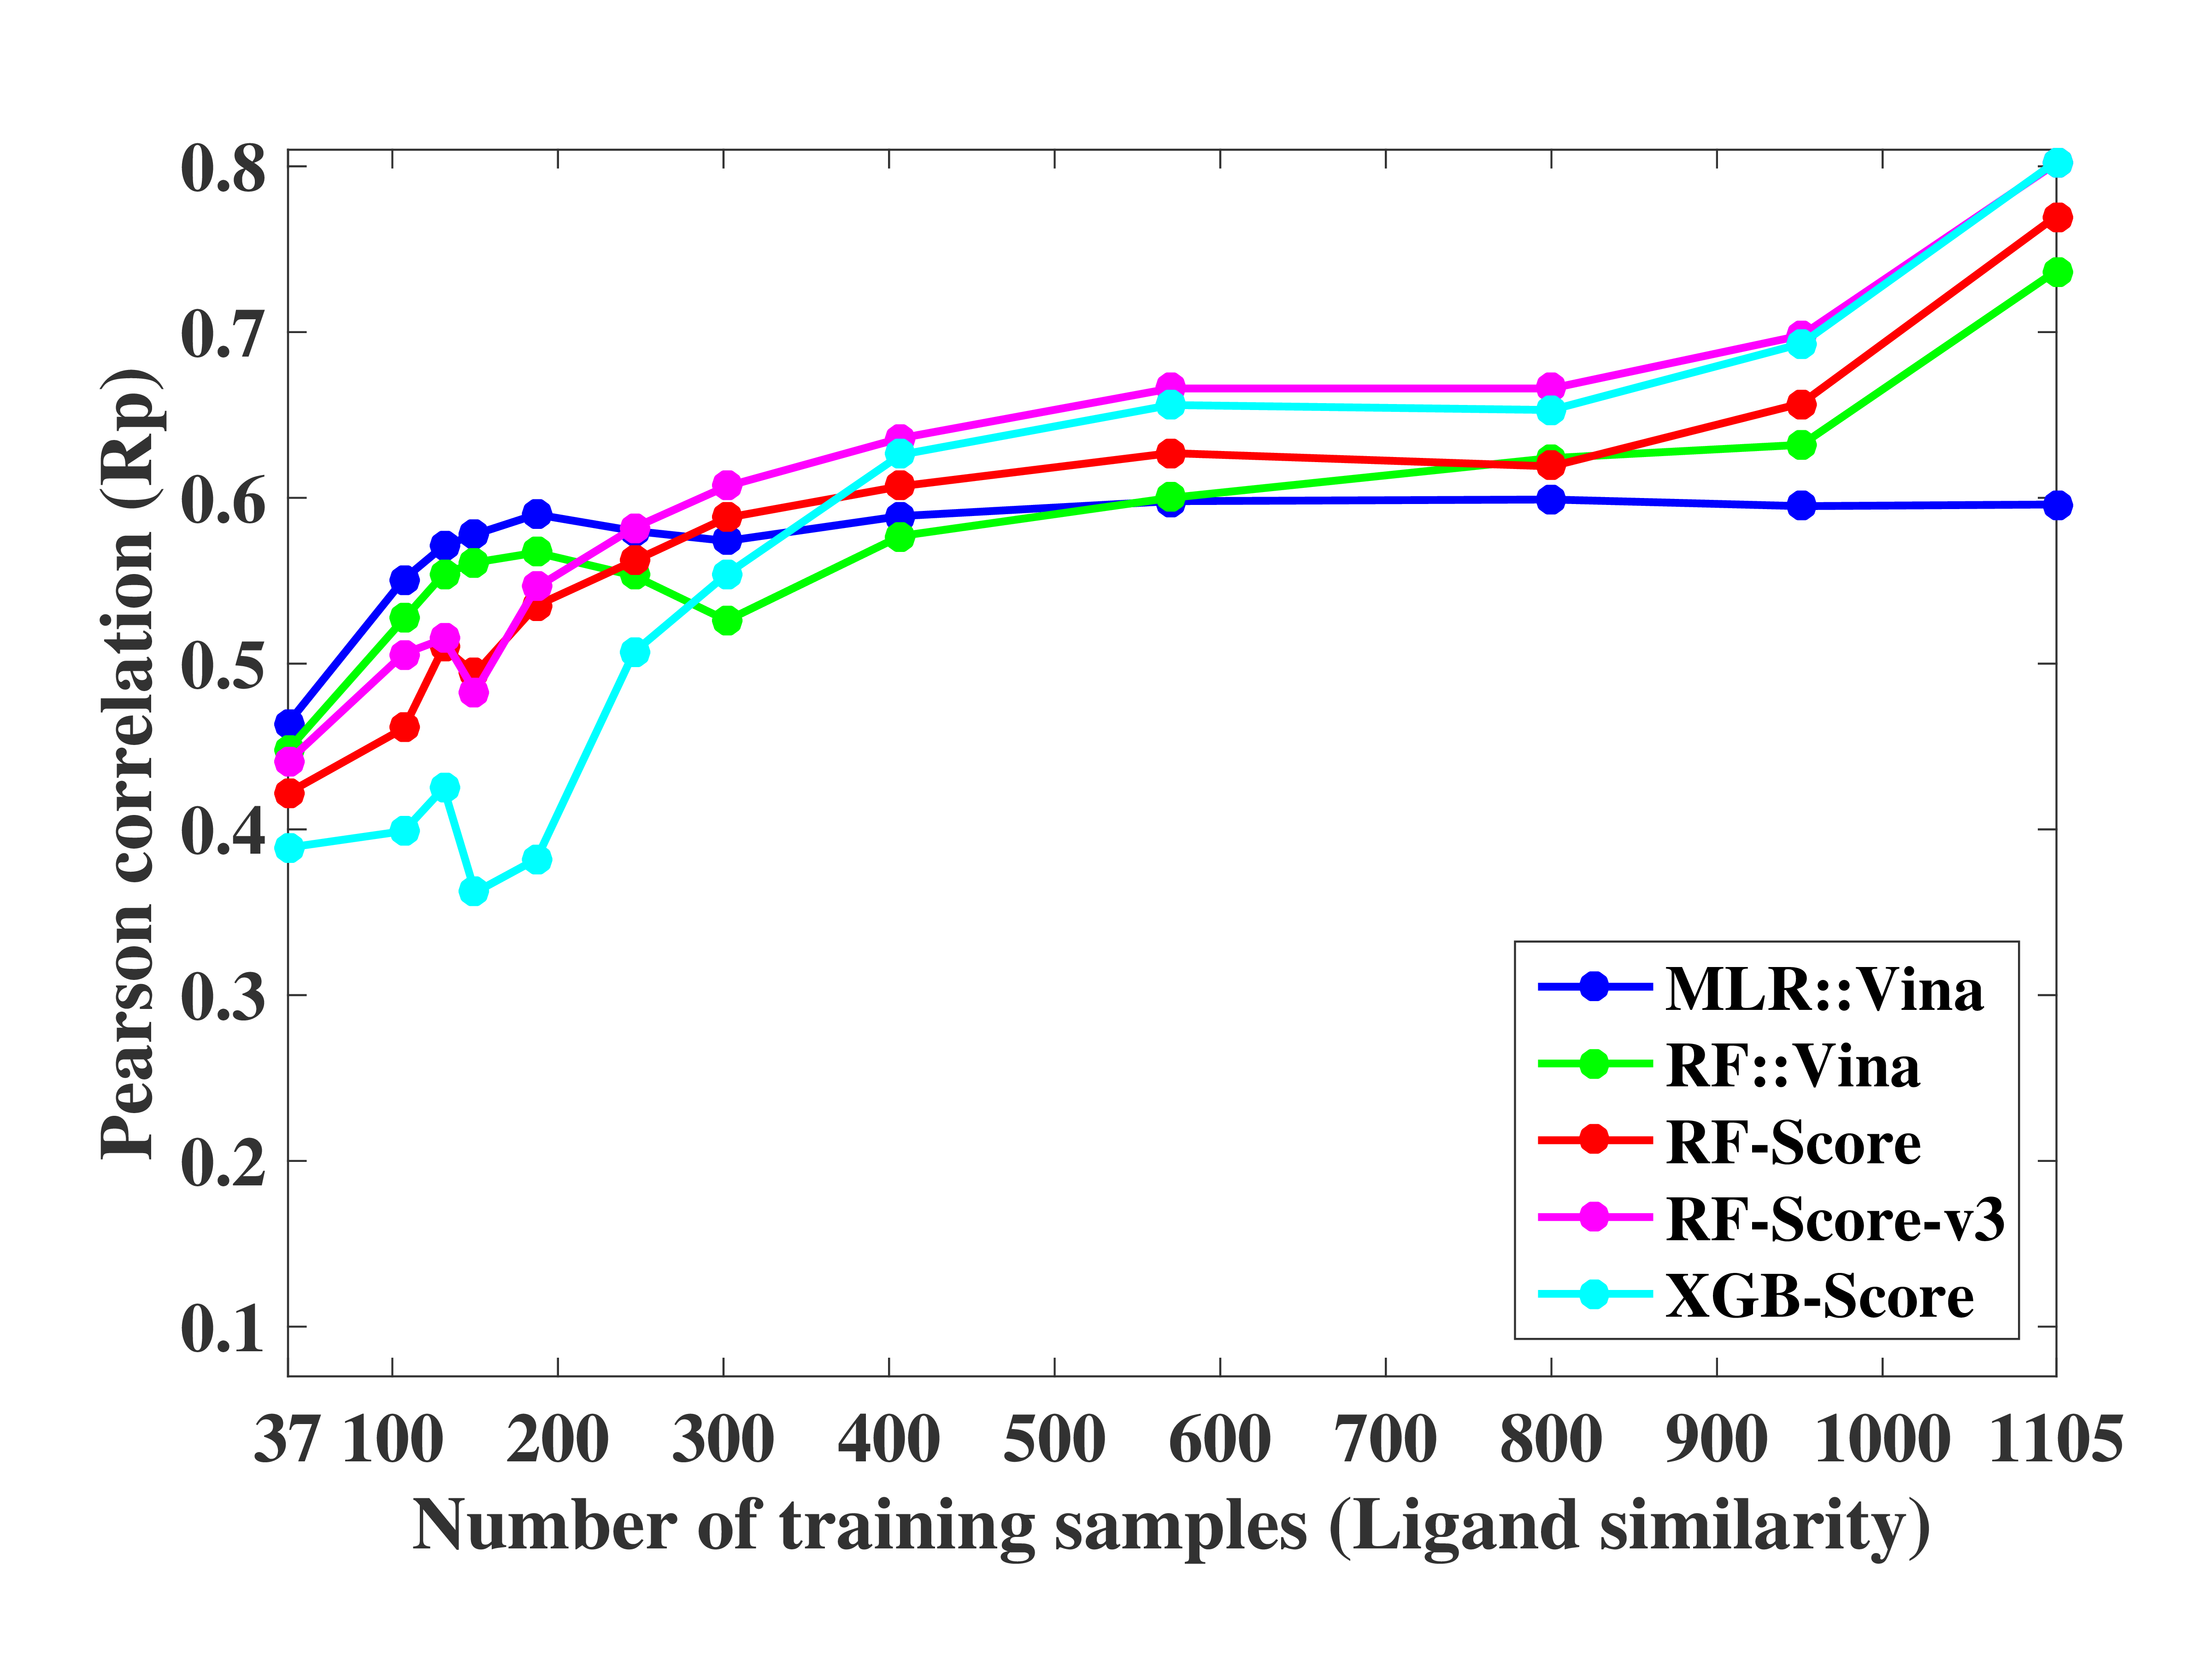 Pearson correlation (Rp)
0.8
0.7
0.6
0.5
0.4
0.3
0.2
0.1
MLR::Vina
RF::Vina
RF-Score
RF-Score-v3
XGB-Score
37 100 200 300 400 500 600 700 800 900 1000 1105
Number of training samples (Ligand similarity)